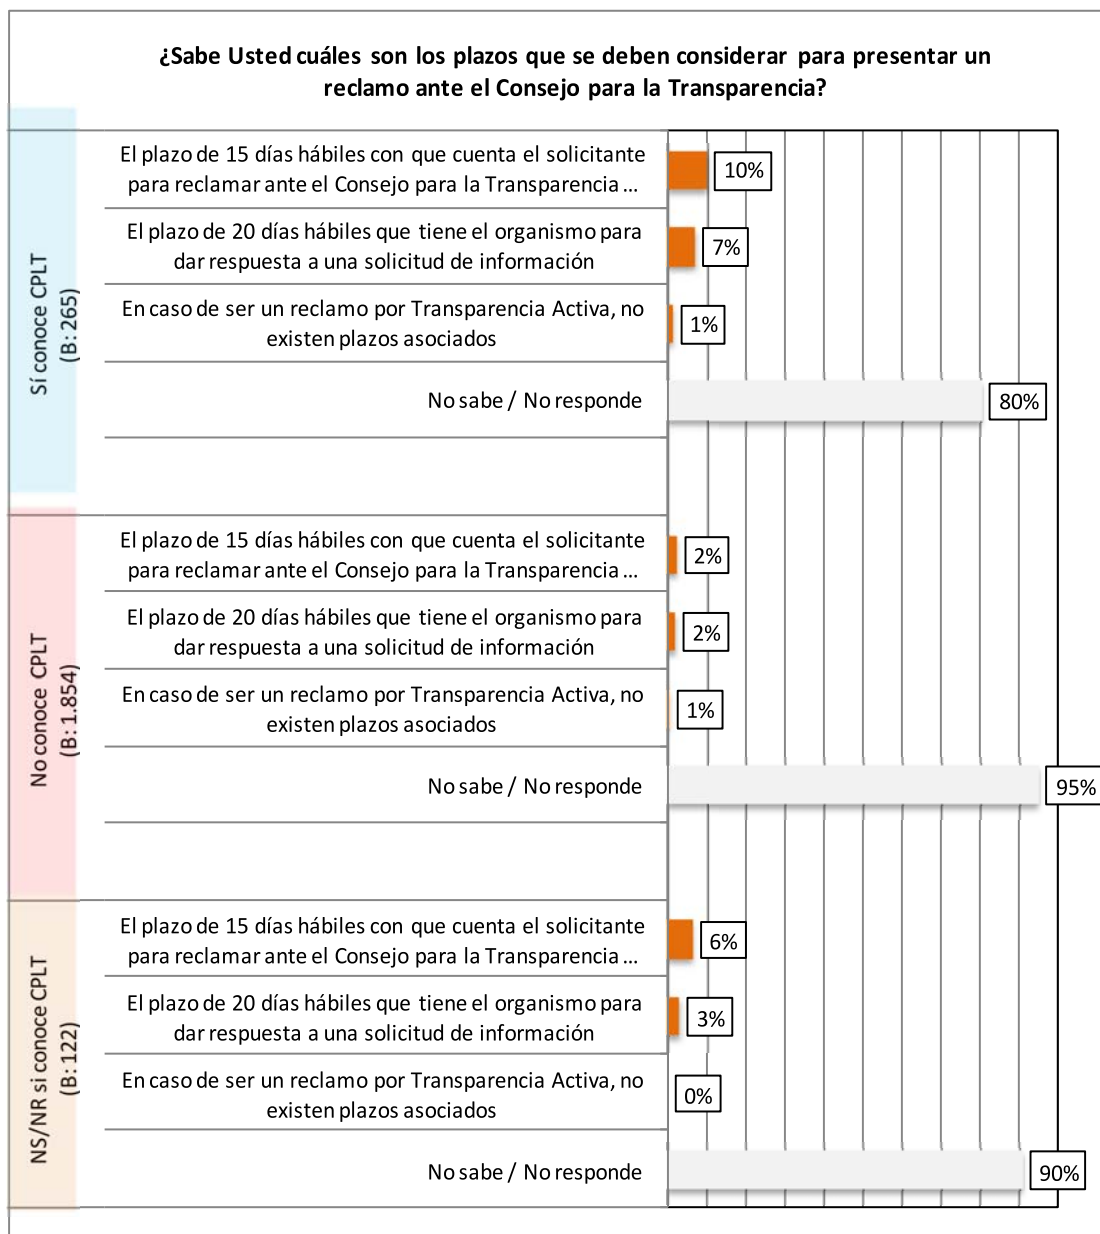 ¿Sabe Usted cuáles son los plazos que se deben considerar para presentar un
reclamo ante el Consejo para la Transparencia?
Sí conoce CPLT
(B: 265)
El plazo de 15 días hábiles con que cuenta el solicitante
para reclamar ante el Consejo para la Transparencia ...
10%
El plazo de 20 días hábiles que tiene el organismo para
dar respuesta a una solicitud de información
7%
En caso de ser un reclamo por Transparencia Activa, no
existen plazos asociados
1%
No sabe / No responde
80%
No conoce CPLT
(B: 1.854)
El plazo de 15 días hábiles con que cuenta el solicitante
para reclamar ante el Consejo para la Transparencia ...
2%
El plazo de 20 días hábiles que tiene el organismo para
dar respuesta a una solicitud de información
2%
En caso de ser un reclamo por Transparencia Activa, no
existen plazos asociados
1%
No sabe / No responde
95%
NS/NR si conoce CPLT
(B: 122)
El plazo de 15 días hábiles con que cuenta el solicitante
para reclamar ante el Consejo para la Transparencia ...
6%
El plazo de 20 días hábiles que tiene el organismo para
dar respuesta a una solicitud de información
3%
En caso de ser un reclamo por Transparencia Activa, no
existen plazos asociados
0%
No sabe / No responde
90%